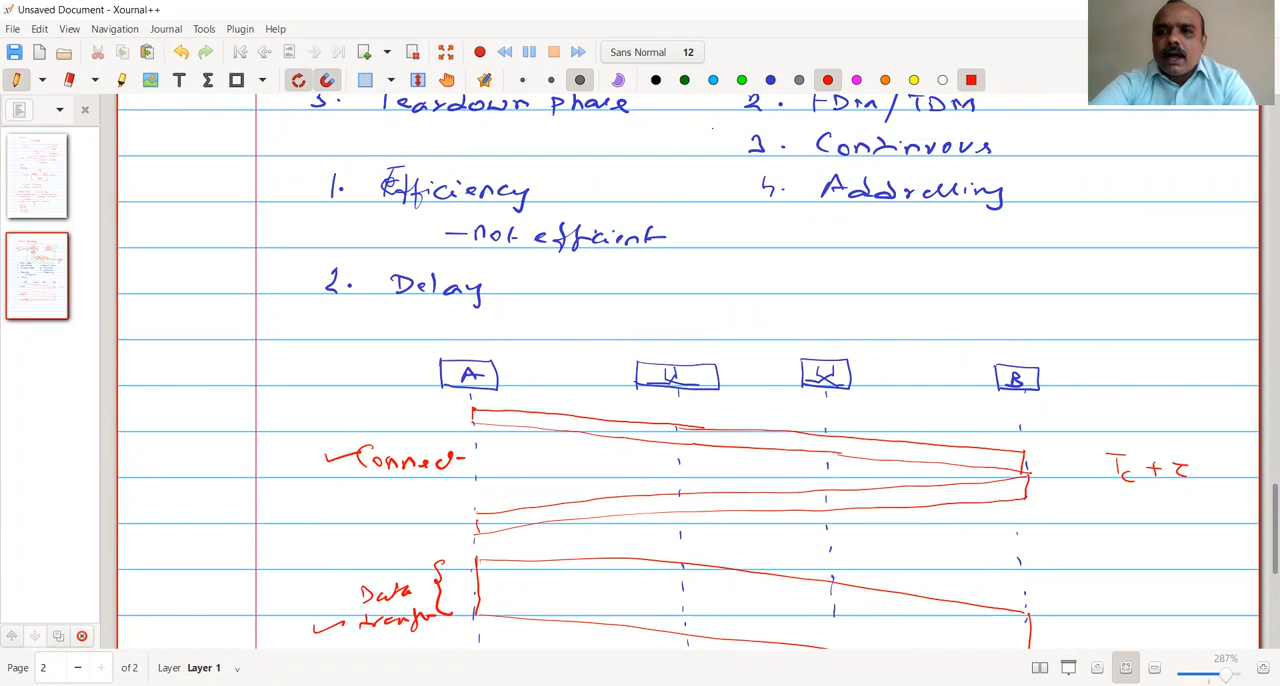 Unsaved Document - Xournal++
File Edit View Navigation Journal Tools Plugin Help
Sans Normal 12
3. Teardown phase
2. FDM/TDM
3. Continuous
1. Efficiency
4. Addressing
- not efficient
2. Delay
A
B
Connect
Tc + τ
Data
transfer
Page 2 of 2 Layer Layer 1
287%